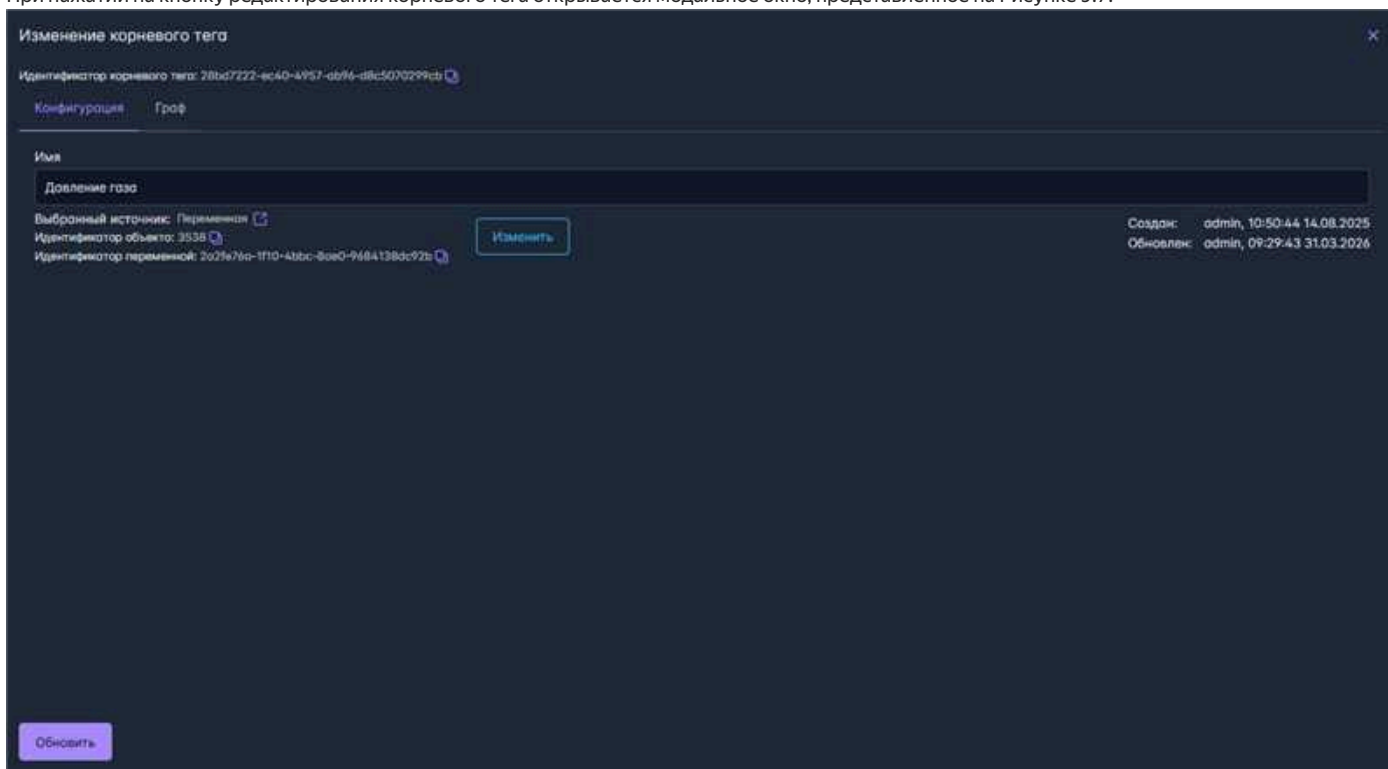 Изменение корневого тега
Идентификатор корневого тега: 28bd7222-ec40-4957-ab96-d8c5070299cb
Конфигурация Граф
Имя
Давление газа
Выбранный источник: Переменная
Идентификатор объекта: 3538
Изменить
Идентификатор переменной: 2a2fe76a-1f10-4bbc-8ae0-9684138dc92b
Создан: admin, 10:50:44 14.08.2025
Обновлен: admin, 09:29:43 31.03.2026
Обновить